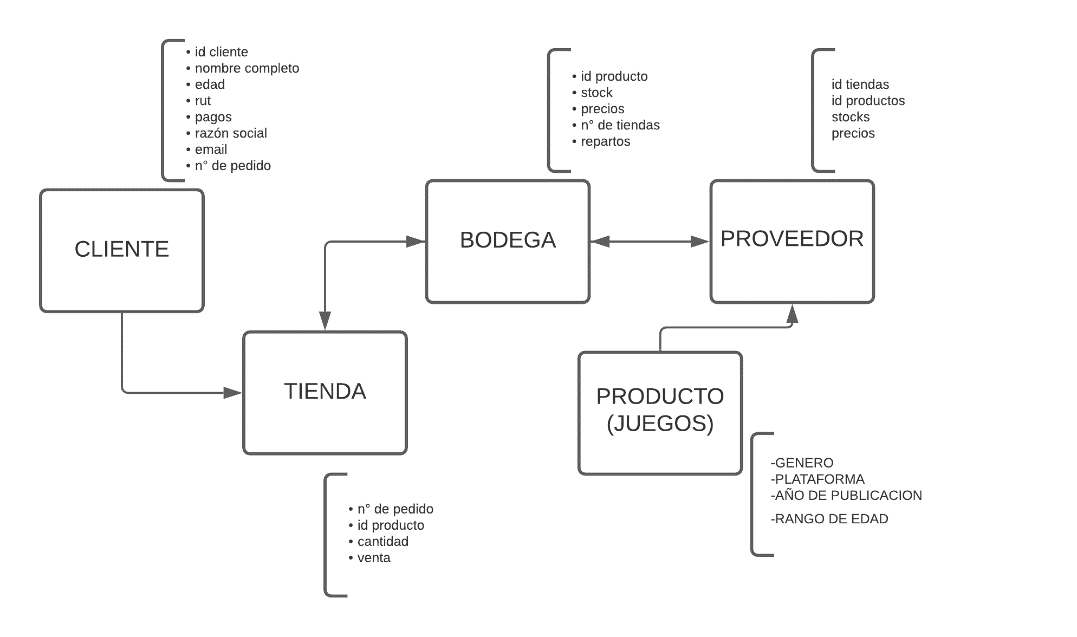 • id cliente
• nombre completo
• edad
• rut
• pagos
• razón social
• email
• n° de pedido
CLIENTE
• id producto
• stock
• precios
• n° de tiendas
• repartos
BODEGA
id tiendas
id productos
stocks
precios
PROVEEDOR
TIENDA
• n° de pedido
• id producto
• cantidad
• venta
PRODUCTO
(JUEGOS)
-GENERO
-PLATAFORMA
-AÑO DE PUBLICACION
-RANGO DE EDAD